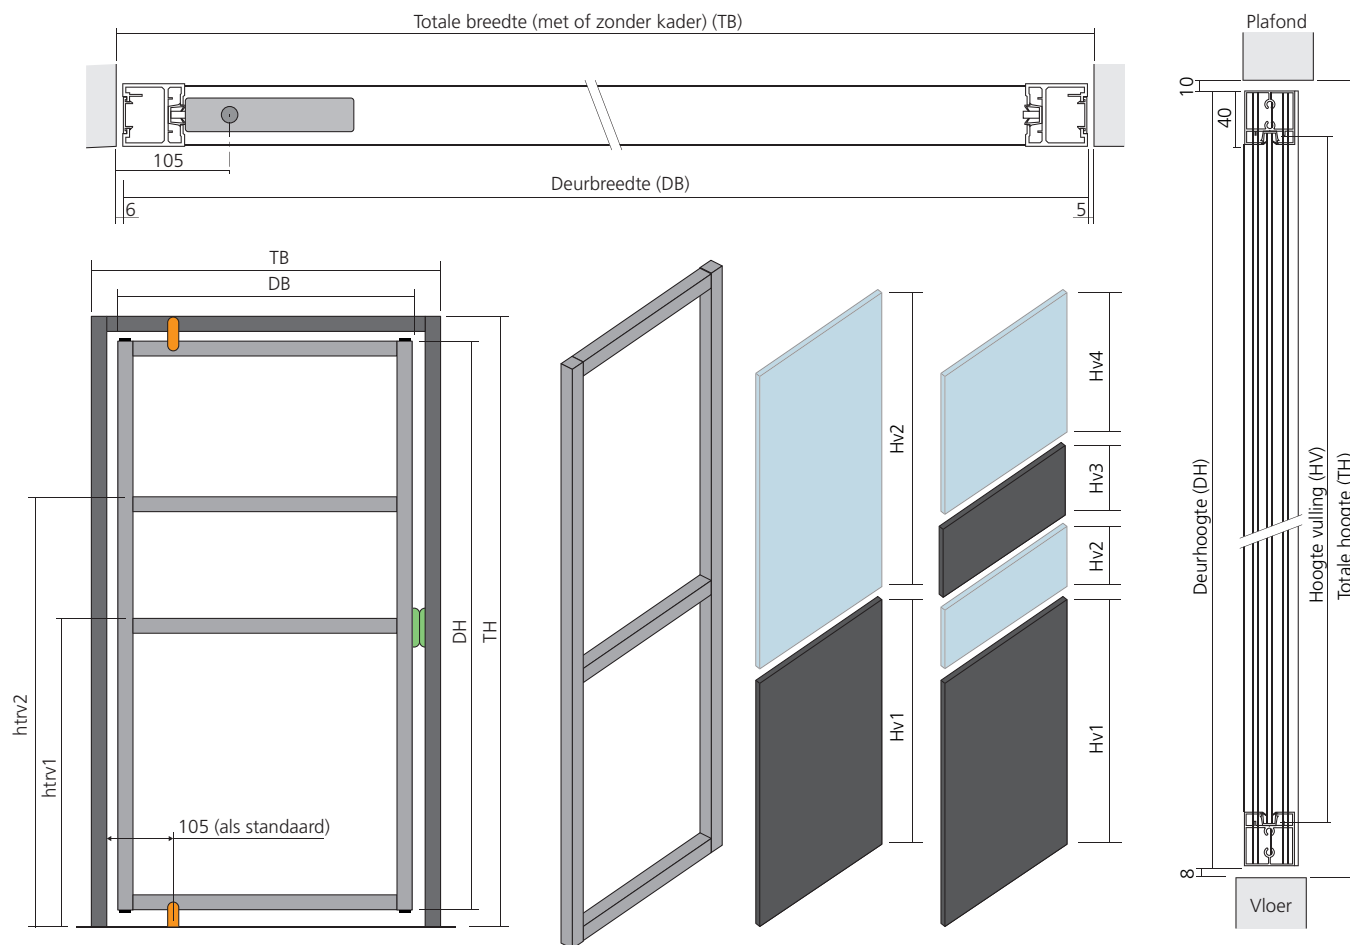 Totale breedte (met of zonder kader) (TB)
Plafond
10
40
105
Deurbreedte (DB)
6
5
TB
DB
DH
TH
htrv2
htrv1
105 (als standaard)
Hv2
Hv1
Hv4
Hv3
Hv2
Hv1
Deurhoogte (DH)
Hoogte vulling (HV)
Totale hoogte (TH)
8
Vloer